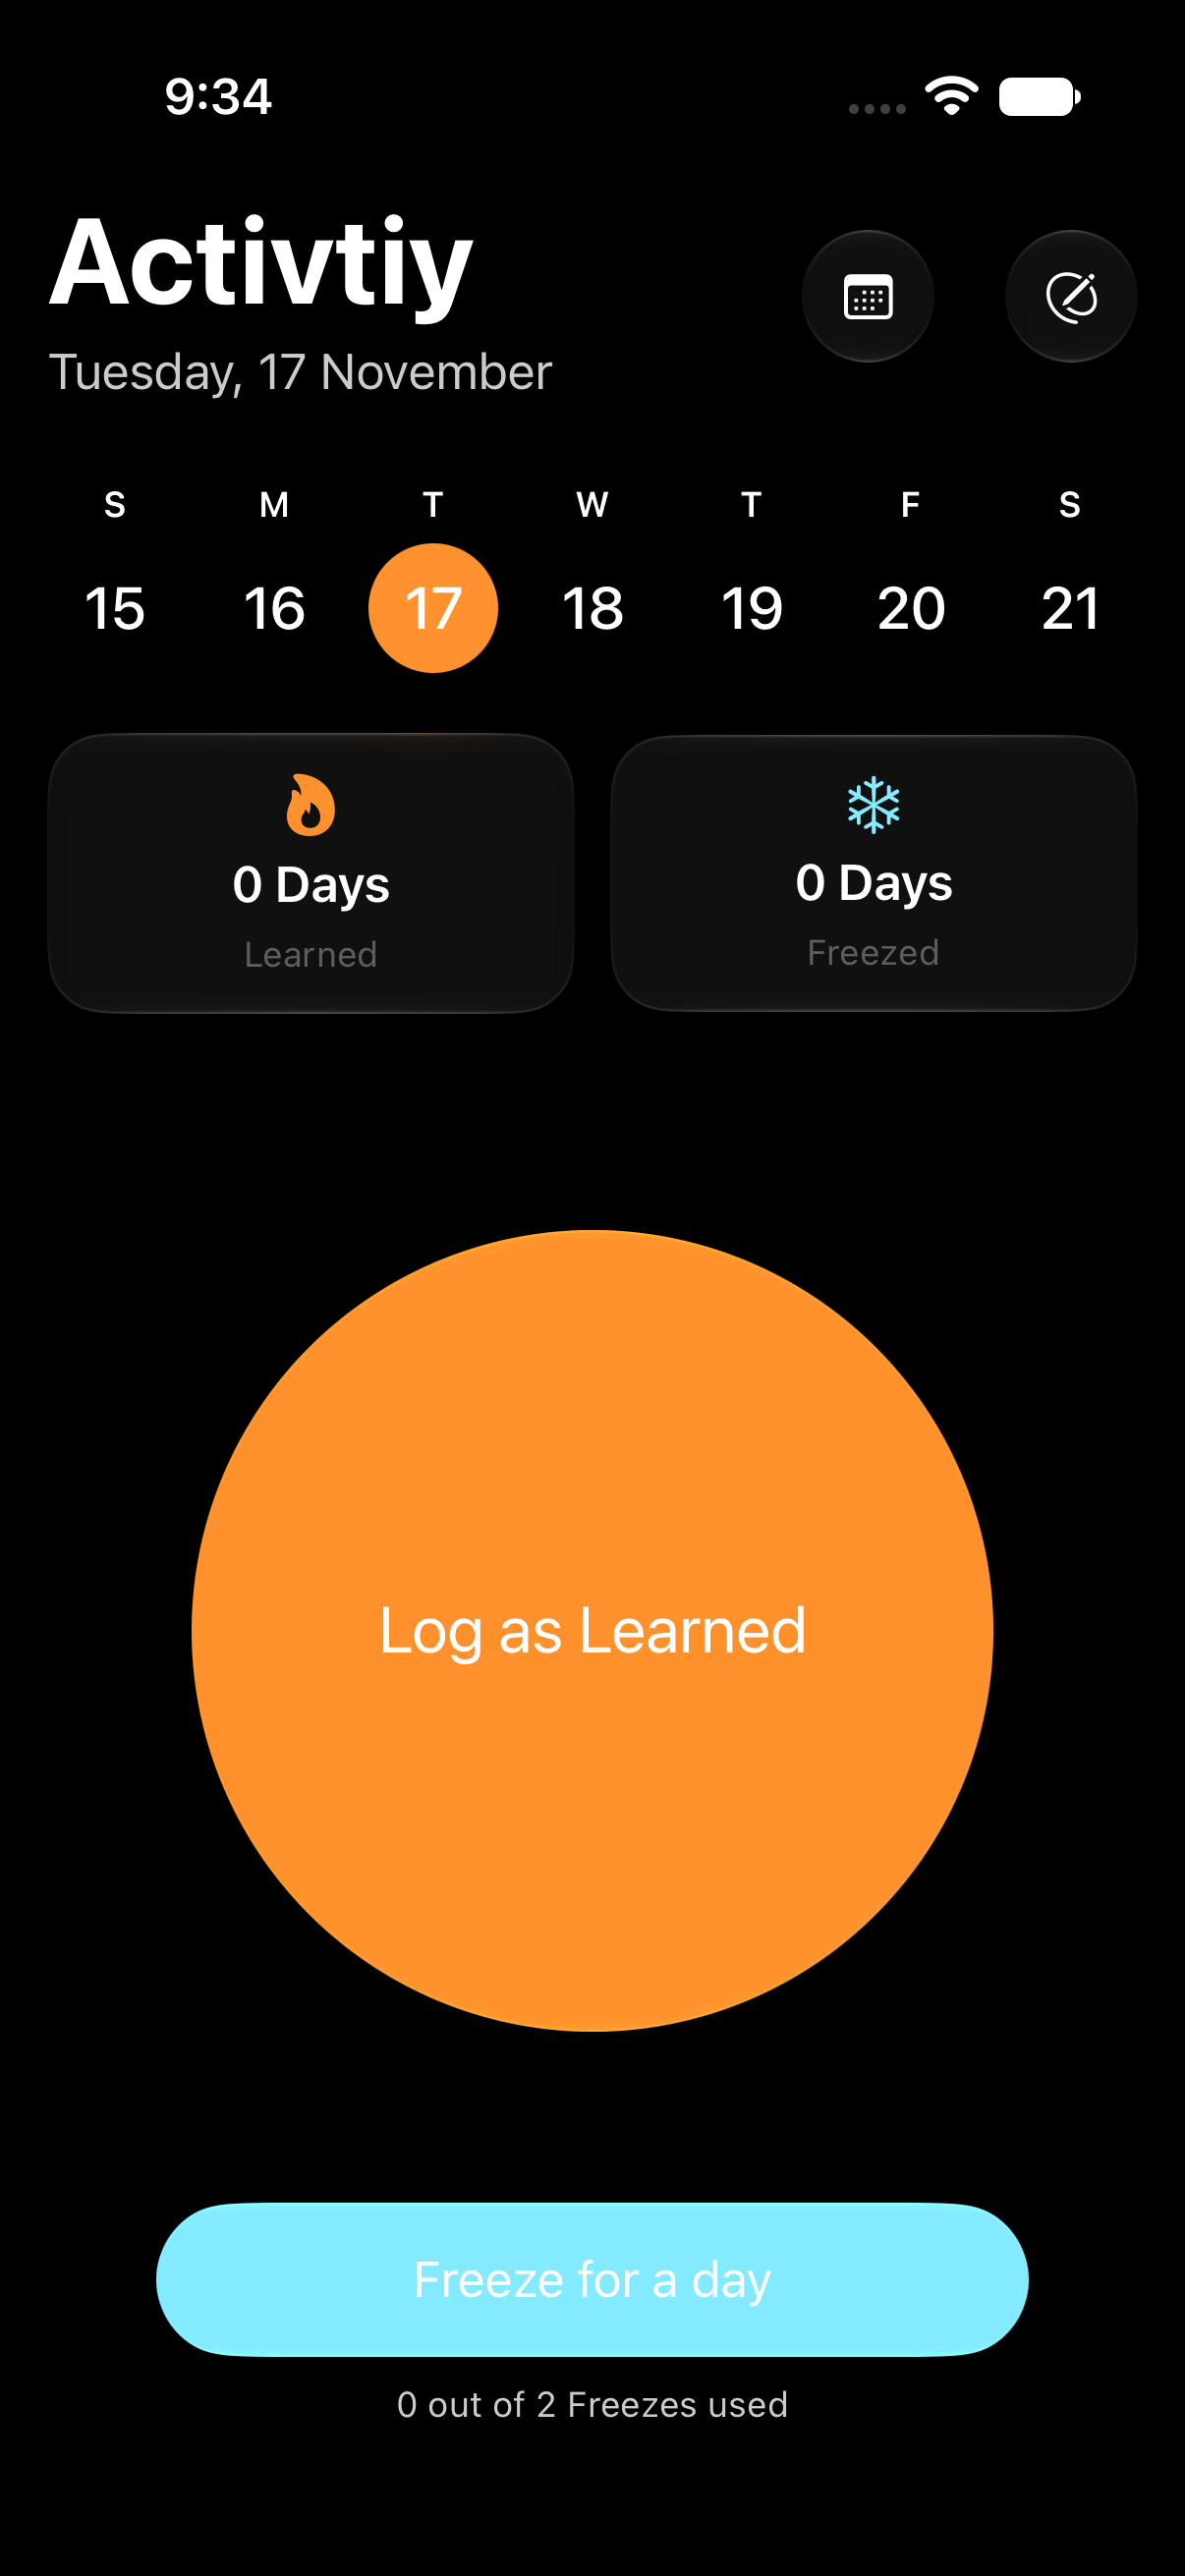 9:34
Activtiy
Tuesday, 17 November
S M T W T F S
15 16 17 18 19 20 21
0 Days 0 Days
Learned Freezed
Log as Learned
Freeze for a day
0 out of 2 Freezes used